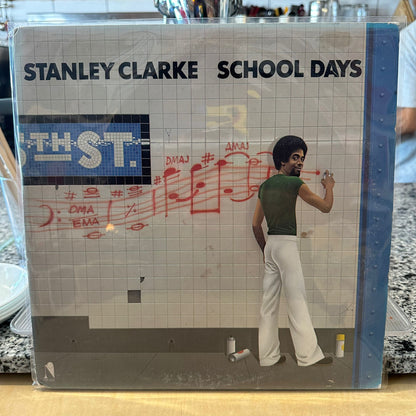 STANLEY CLARKE SCHOOL DAYS
TH ST.
DMAJ
AMAJ
DMA
EMA